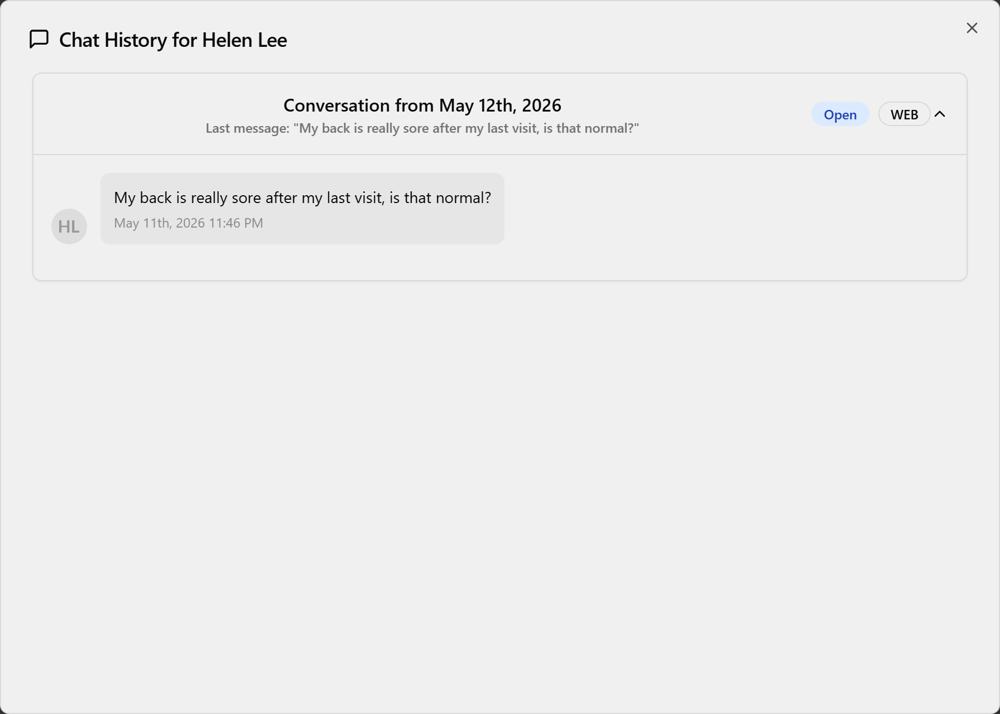 Chat History for Helen Lee
Conversation from May 12th, 2026
Last message: "My back is really sore after my last visit, is that normal?"
Open
WEB
My back is really sore after my last visit, is that normal?
May 11th, 2026 11:46 PM
HL